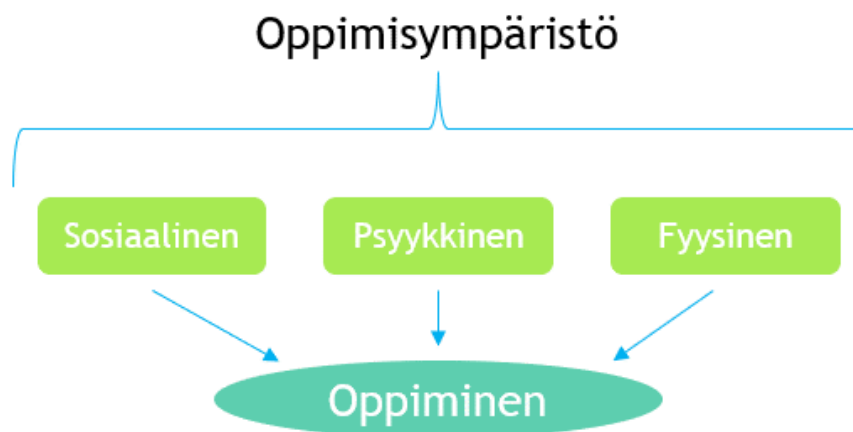 Oppimisympäristö
Sosiaalinen
Psyykkinen
Fyysinen
Oppiminen